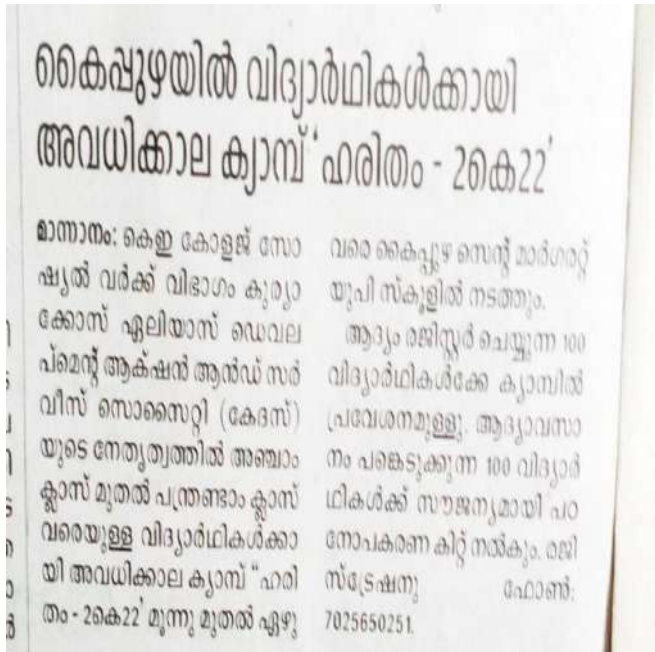 കൈപ്പുഴയിൽ വിദ്യാർഥികൾക്കായി
അവധിക്കാല ക്യാമ്പ് ‘ഹരിതം - 2കെ22’
മാന്നാനം: കെഇ കോളജ് സോ
ഷ്യൽ വർക്ക് വിഭാഗം കുര്യാ
ക്കോസ് ഏലിയാസ് ഡെവല
പ്മെന്റ് ആക്ഷൻ ആൻഡ് സർ
വീസ് സൊസൈറ്റി (കേദസ്)
യുടെ നേതൃത്വത്തിൽ അഞ്ചാം
ക്ലാസ് മുതൽ പന്ത്രണ്ടാം ക്ലാസ്
വരെയുള്ള വിദ്യാർഥികൾക്കാ
യി അവധിക്കാല ക്യാമ്പ് “ഹരി
തം - 2കെ22’ മൂന്നു മുതൽ ഏഴു
വരെ കൈപ്പുഴ സെന്റ് മാർഗരറ്റ്
യുപി സ്കൂളിൽ നടത്തും.
ആദ്യം രജിസ്റ്റർ ചെയ്യുന്ന 100
വിദ്യാർഥികൾക്കേ ക്യാമ്പിൽ
പ്രവേശനമുള്ളു. ആദ്യാവസാ
നം പങ്കെടുക്കുന്ന 100 വിദ്യാർ
ഥികൾക്ക് സൗജന്യമായി പഠ
നോപകരണ കിറ്റ് നൽകും. രജി
സ്ട്രേഷനു ഫോൺ:
7025650251.